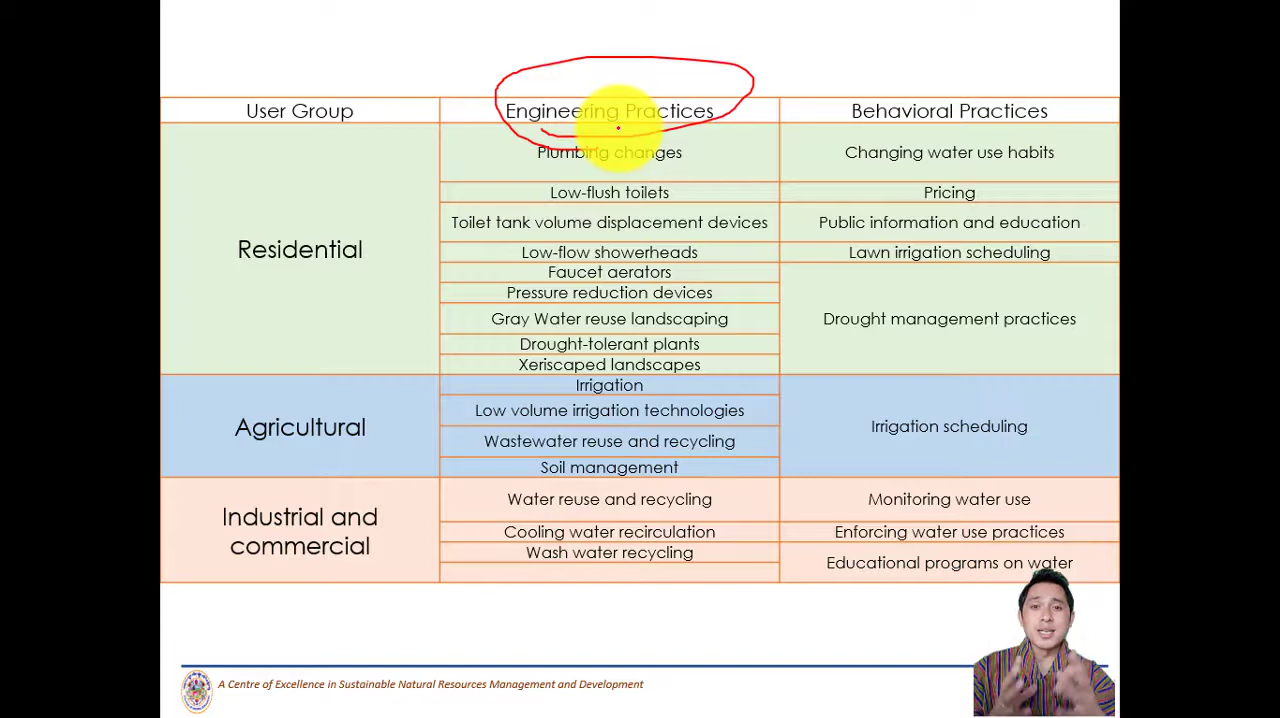 User Group Engineering Practices Behavioral Practices
Residential
Plumbing changes Changing water use habits
Low-flush toilets Pricing
Toilet tank volume displacement devices Public information and education
Low-flow showerheads Lawn irrigation scheduling
Faucet aerators
Pressure reduction devices
Gray Water reuse landscaping Drought management practices
Drought-tolerant plants
Xeriscaped landscapes
Agricultural
Irrigation
Low volume irrigation technologies
Irrigation scheduling
Wastewater reuse and recycling
Soil management
Industrial and
commercial
Water reuse and recycling Monitoring water use
Cooling water recirculation Enforcing water use practices
Wash water recycling
Educational programs on water
A Centre of Excellence in Sustainable Natural Resources Management and Development